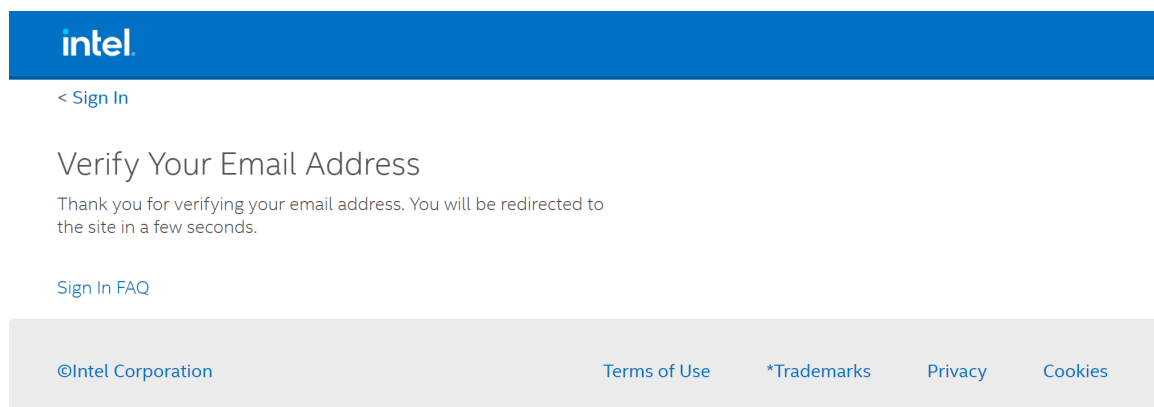 intel.
< Sign In
Verify Your Email Address
Thank you for verifying your email address. You will be redirected to
the site in a few seconds.
Sign In FAQ
©Intel Corporation Terms of Use *Trademarks Privacy Cookies